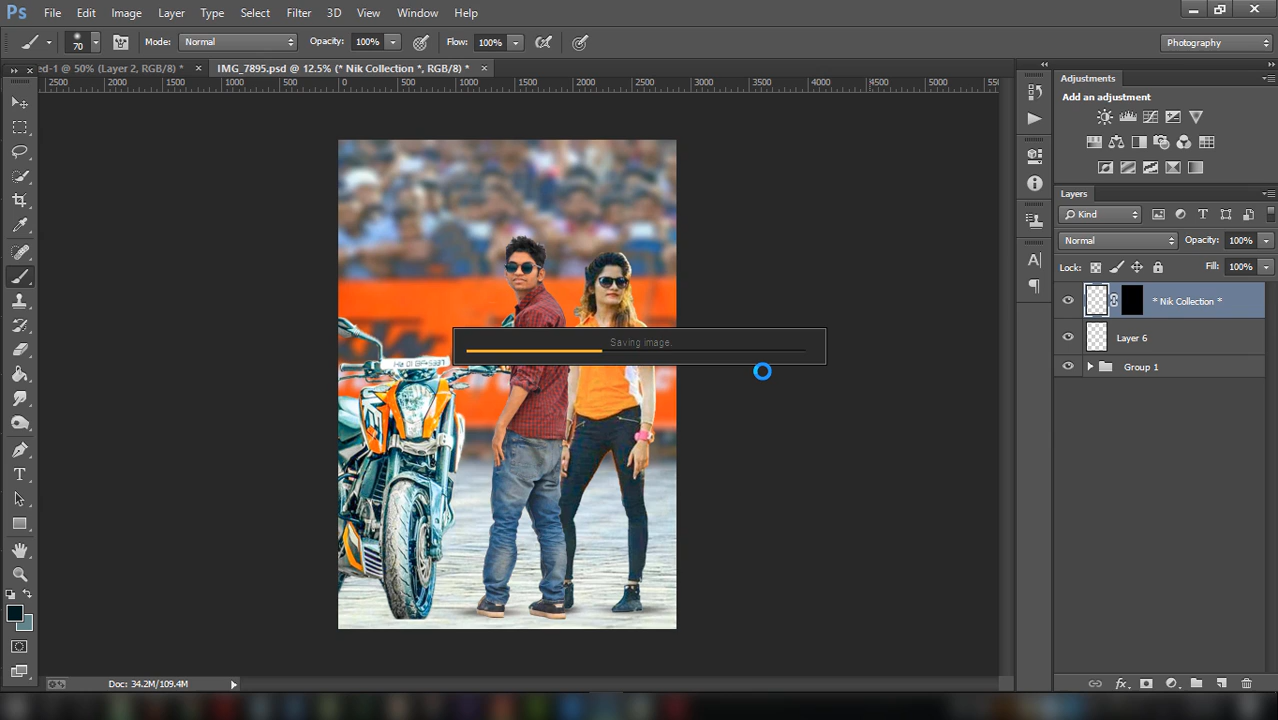 Ps File Edit Image Layer Type Select Filter 3D View Window Help
70 Mode: Normal Opacity: 100% Flow: 100% Photography
ed-1 @ 50% (Layer 2, RGB/8) * × IMG_7895.psd @ 12.5% (* Nik Collection *, RGB/8) * ×
2500 2000 1500 1000 500 0 500 1000 1500 2000 2500 3000 3500 4000 4500 5000
Adjustments
Add an adjustment
Layers
Kind
Normal Opacity: 100%
Lock: Fill: 100%
* Nik Collection *
Layer 6
Group 1
Saving image.
Doc: 34.2M/109.4M